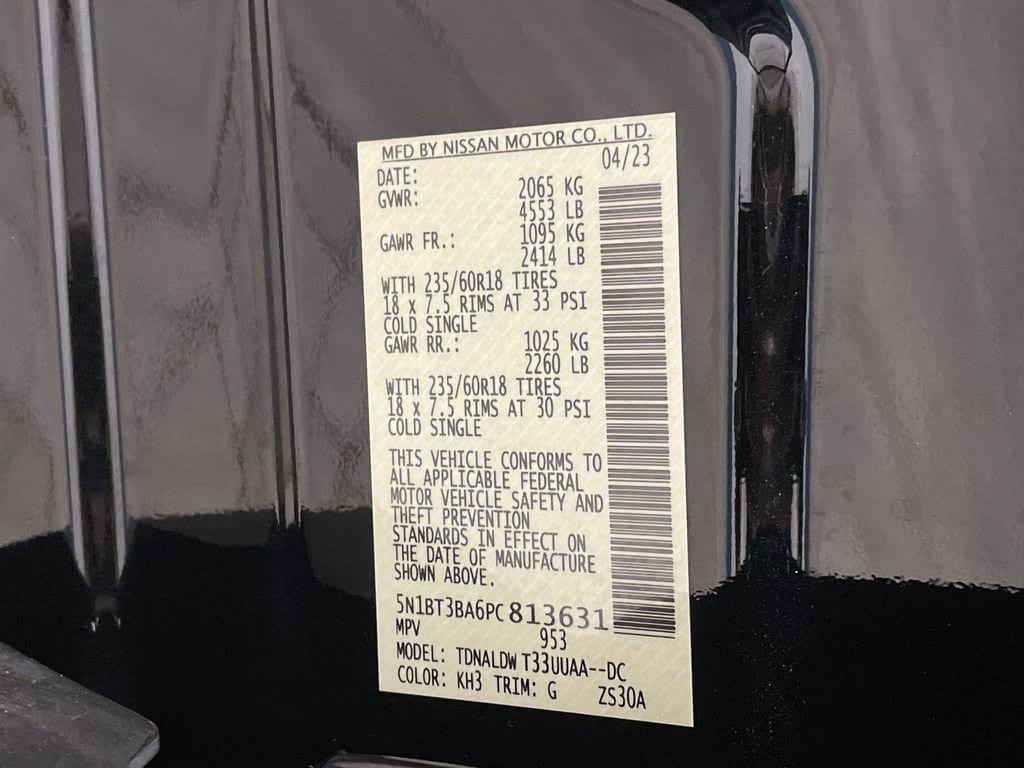 MFD BY NISSAN MOTOR CO., LTD.
DATE: 04/23
GVWR: 2065 KG
4553 LB
GAWR FR.: 1095 KG
2414 LB
WITH 235/60R18 TIRES
18 x 7.5 RIMS AT 33 PSI
COLD SINGLE
GAWR RR.: 1025 KG
2260 LB
WITH 235/60R18 TIRES
18 x 7.5 RIMS AT 30 PSI
COLD SINGLE
THIS VEHICLE CONFORMS TO
ALL APPLICABLE FEDERAL
MOTOR VEHICLE SAFETY AND
THEFT PREVENTION
STANDARDS IN EFFECT ON
THE DATE OF MANUFACTURE
SHOWN ABOVE.
5N1BT3BA6PC813631
MPV 953
MODEL: TDNALDW T33UUAA--DC
COLOR: KH3 TRIM: G ZS30A